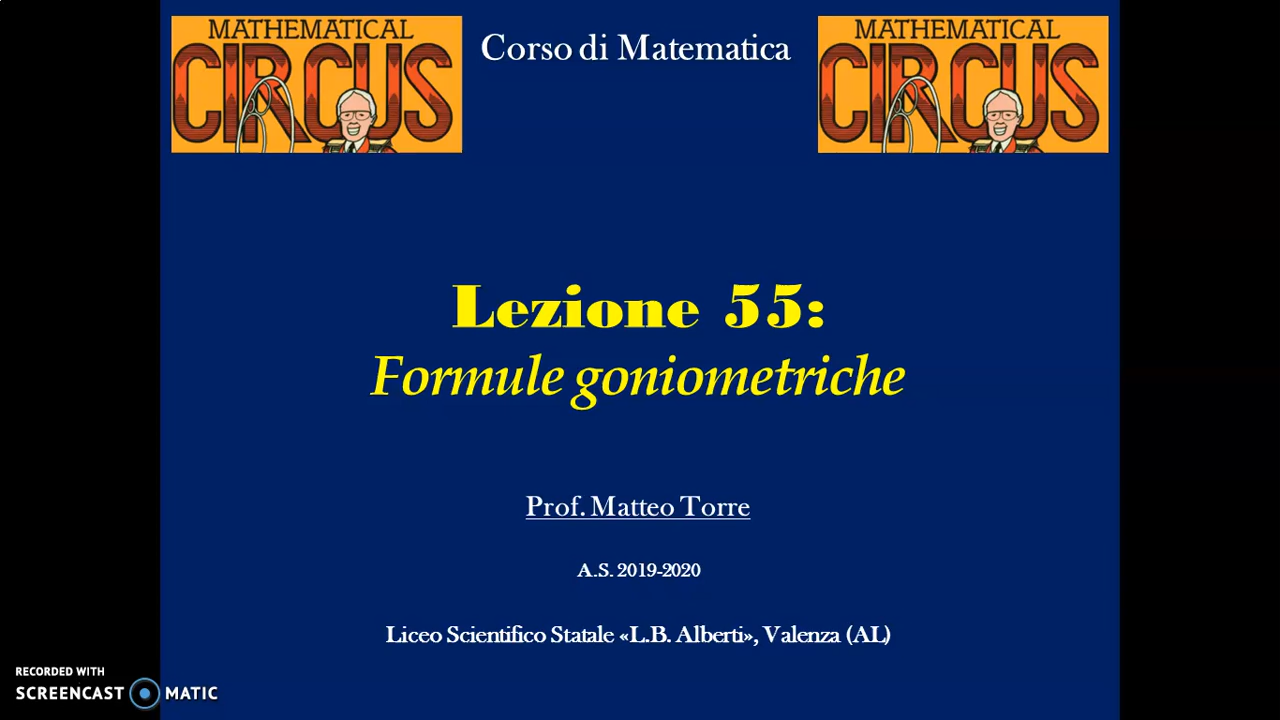 MATHEMATICAL
CIRCUS
Corso di Matematica
MATHEMATICAL
CIRCUS
Lezione 55:
Formule goniometriche
Prof. Matteo Torre
A.S. 2019-2020
Liceo Scientifico Statale «L.B. Alberti», Valenza (AL)
RECORDED WITH
SCREENCAST MATIC